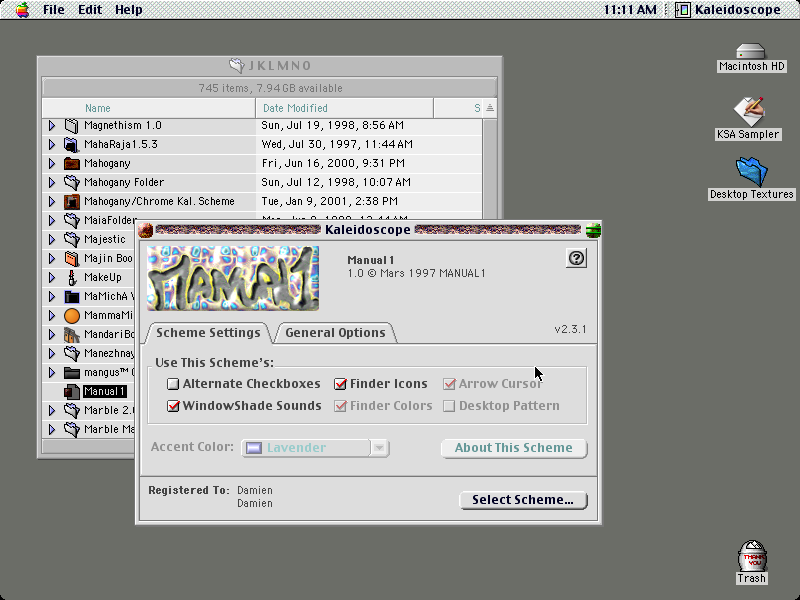 File Edit Help
11:11 AM Kaleidoscope
Macintosh HD
KSA Sampler
Desktop Textures
THANK YOU
Trash
JKLMNO
745 items, 7.94 GB available
Name Date Modified S
Magnethism 1.0 Sun, Jul 19, 1998, 8:56 AM
MahaRaja1.5.3 Wed, Jul 30, 1997, 11:44 AM
Mahogany Fri, Jun 16, 2000, 9:31 PM
Mahogany Folder Sun, Jul 12, 1998, 10:07 AM
Mahogany/Chrome Kal. Scheme Tue, Jan 9, 2001, 2:38 PM
MaiaFolder
Majestic
Majin Boo
MakeUp
MaMichA V
MammaMi
MandariBo
Manezhnay
mangus™ (
Manual1
Marble 2.
Marble Ma
Kaleidoscope
MANUAL1
Manual1
1.0 © Mars 1997 MANUAL1
v2.3.1
Scheme Settings General Options
Use This Scheme's:
Alternate Checkboxes Finder Icons Arrow Cursor
WindowShade Sounds Finder Colors Desktop Pattern
Accent Color: Lavender About This Scheme
Registered To: Damien
Damien
Select Scheme...